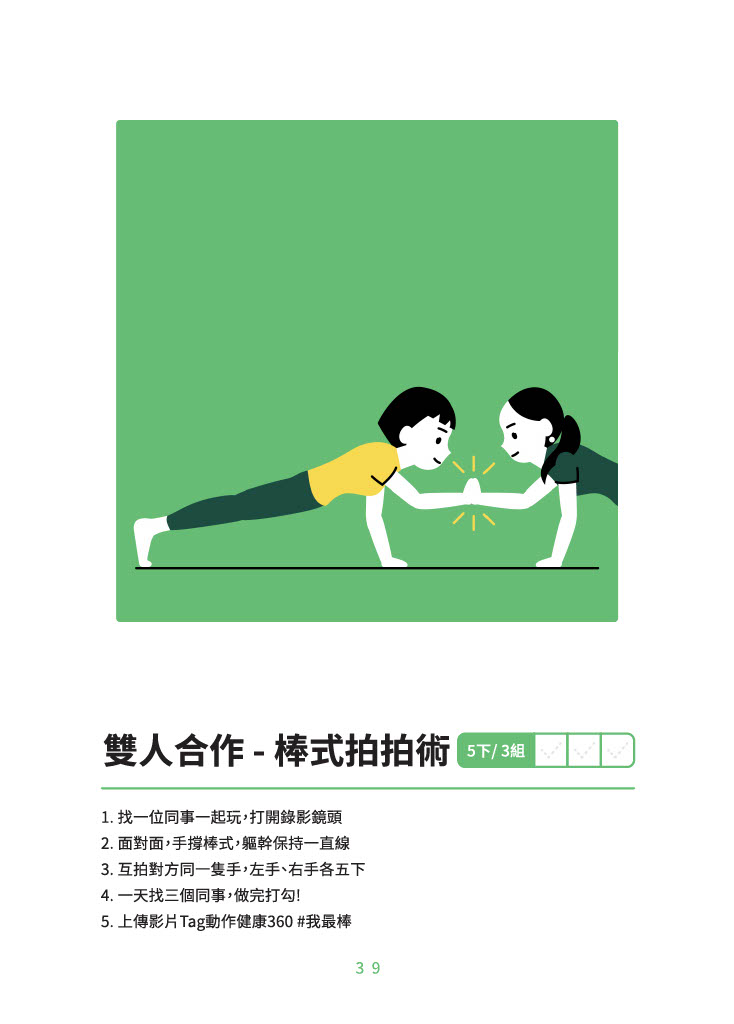 雙人合作 - 棒式拍拍術 5下/ 3組
1. 找一位同事一起玩,打開錄影鏡頭
2. 面對面,手撐棒式,軀幹保持一直線
3. 互拍對方同一隻手,左手、右手各五下
4. 一天找三個同事,做完打勾!
5. 上傳影片Tag動作健康360 #我最棒
39